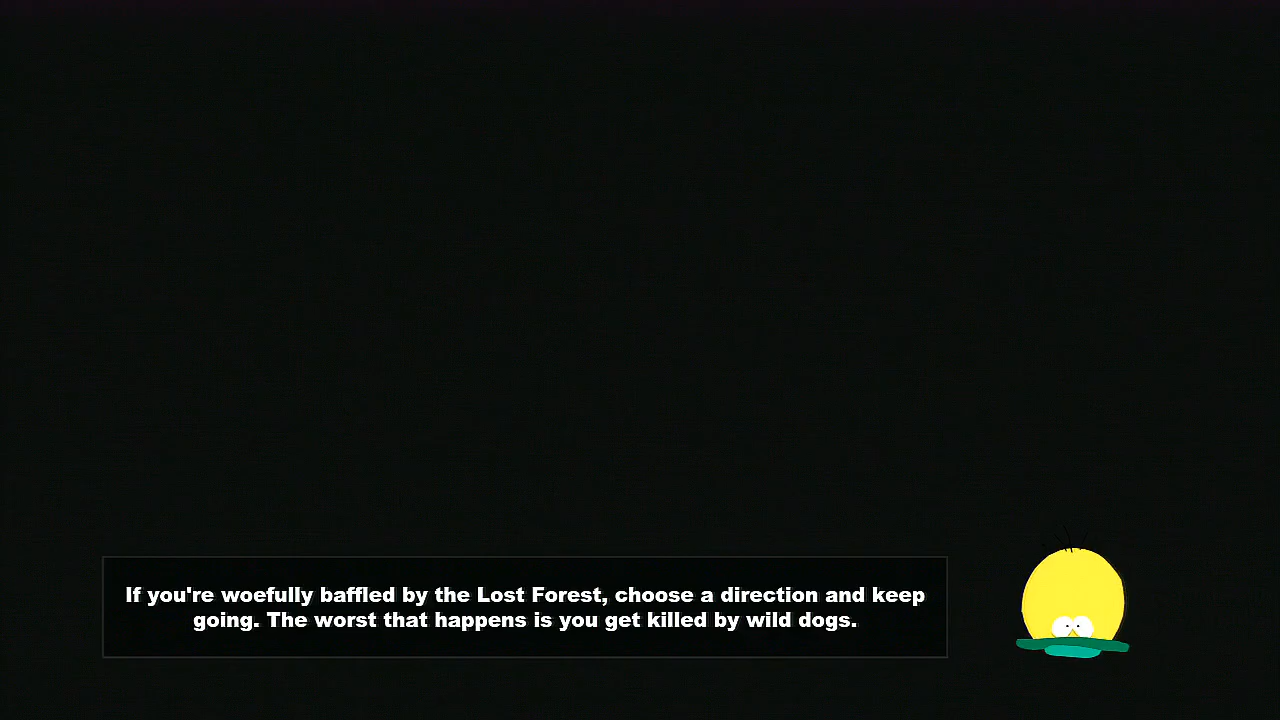 If you're woefully baffled by the Lost Forest, choose a direction and keep
going. The worst that happens is you get killed by wild dogs.